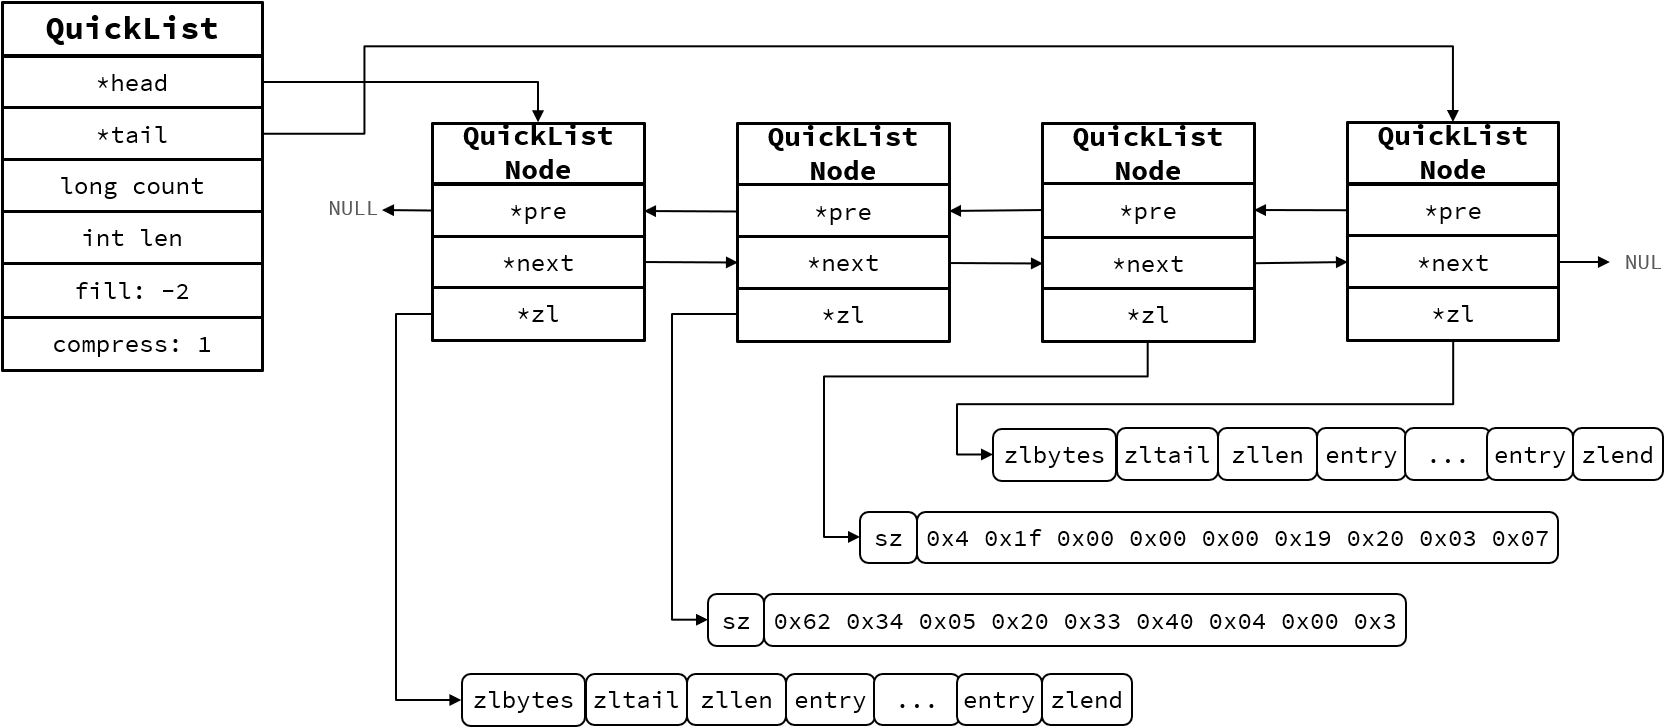 QuickList
*head
*tail
long count
int len
fill: -2
compress: 1
NULL
QuickList
Node
*pre
*next
*zl
QuickList
Node
*pre
*next
*zl
QuickList
Node
*pre
*next
*zl
QuickList
Node
*pre
*next
*zl
NUL
zlbytes zltail zllen entry ... entry zlend
sz 0x4 0x1f 0x00 0x00 0x00 0x19 0x20 0x03 0x07
sz 0x62 0x34 0x05 0x20 0x33 0x40 0x04 0x00 0x3
zlbytes zltail zllen entry ... entry zlend